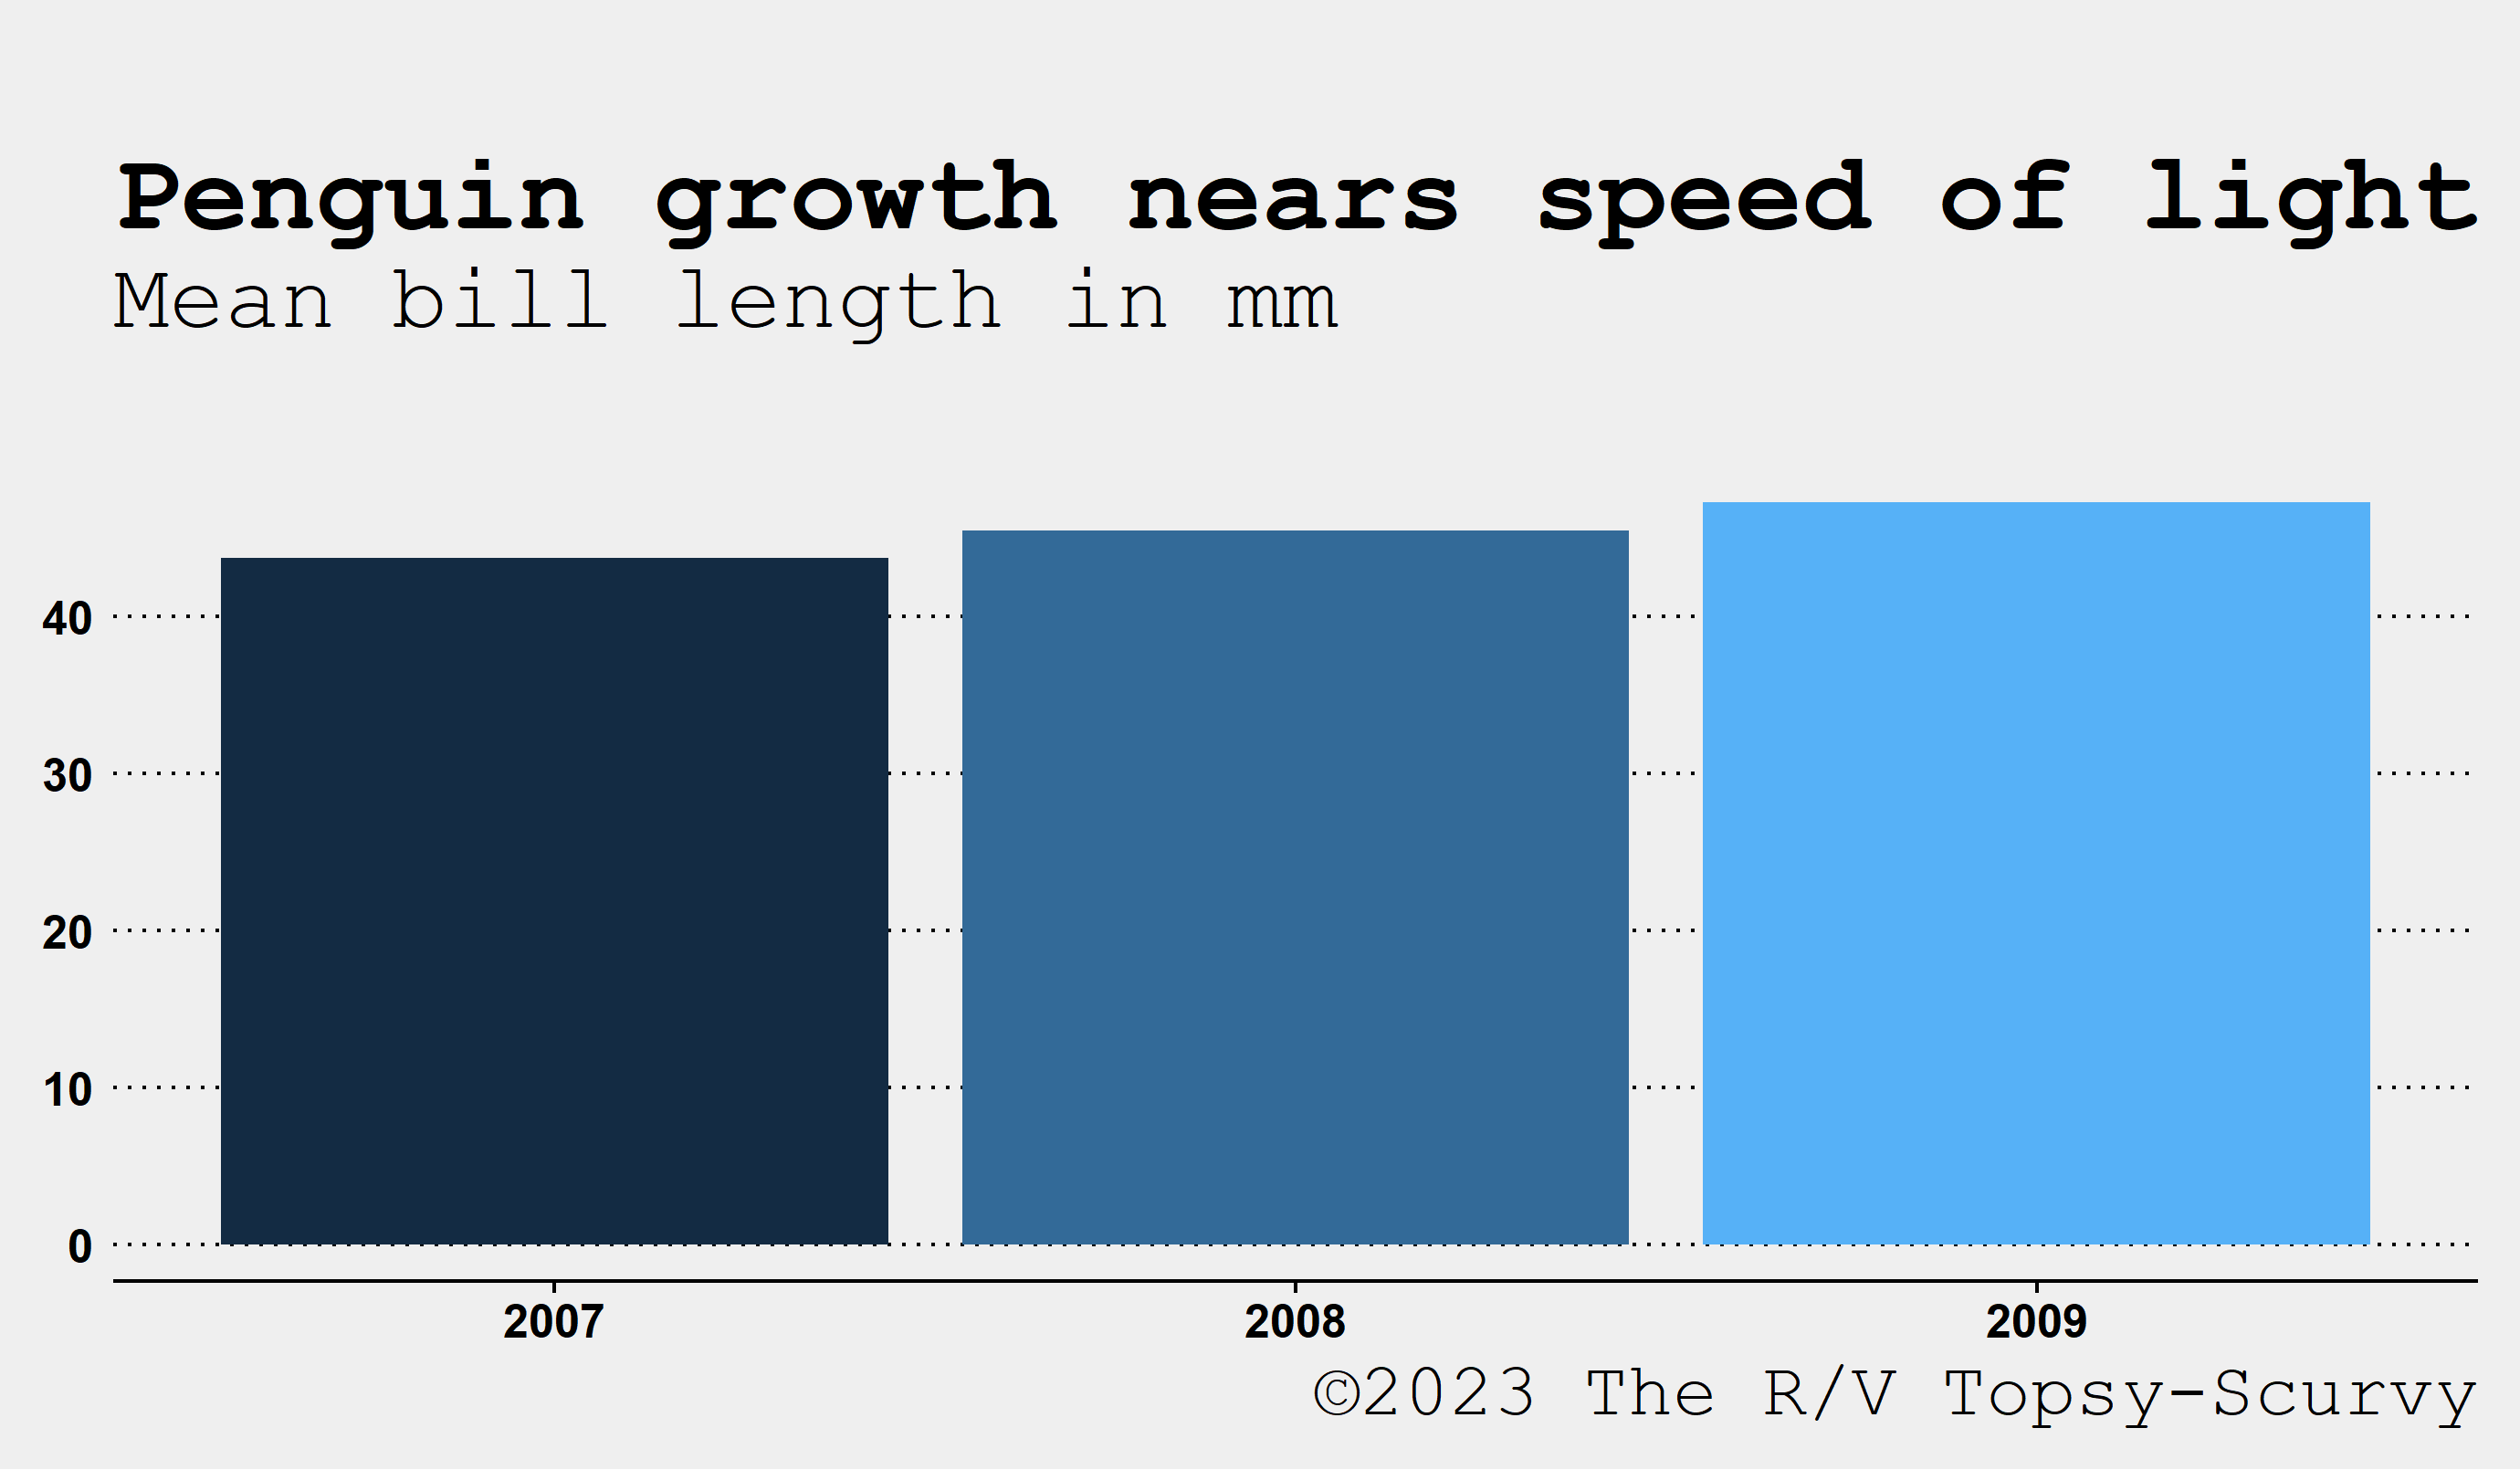 Penguin growth nears speed of light
Mean bill length in mm
40
30
20
10
0
2007 2008 2009
©2023 The R/V Topsy-Scurvy